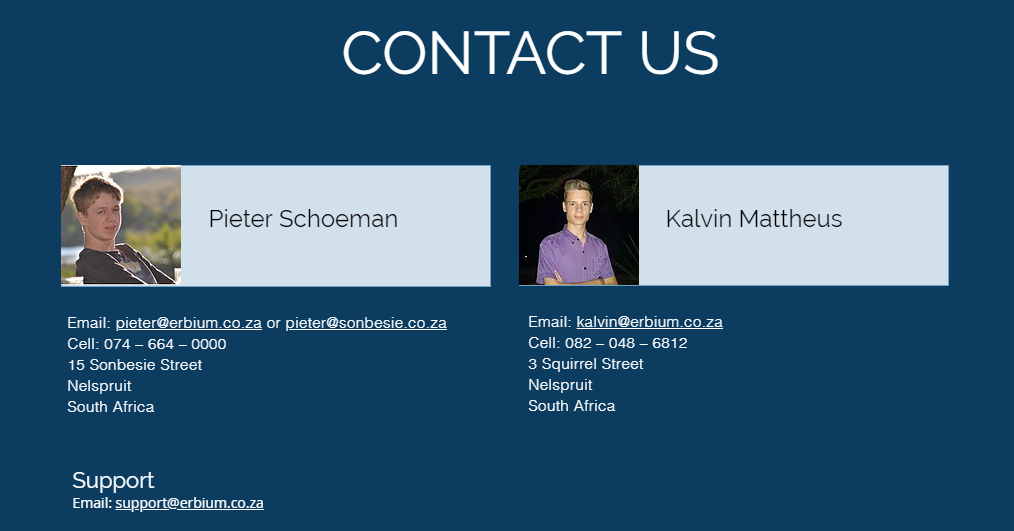 CONTACT US
Pieter Schoeman
Email: pieter@erbium.co.za or pieter@sonbesie.co.za
Cell: 074 – 664 – 0000
15 Sonbesie Street
Nelspruit
South Africa
Kalvin Mattheus
Email: kalvin@erbium.co.za
Cell: 082 – 048 – 6812
3 Squirrel Street
Nelspruit
South Africa
Support
Email: support@erbium.co.za